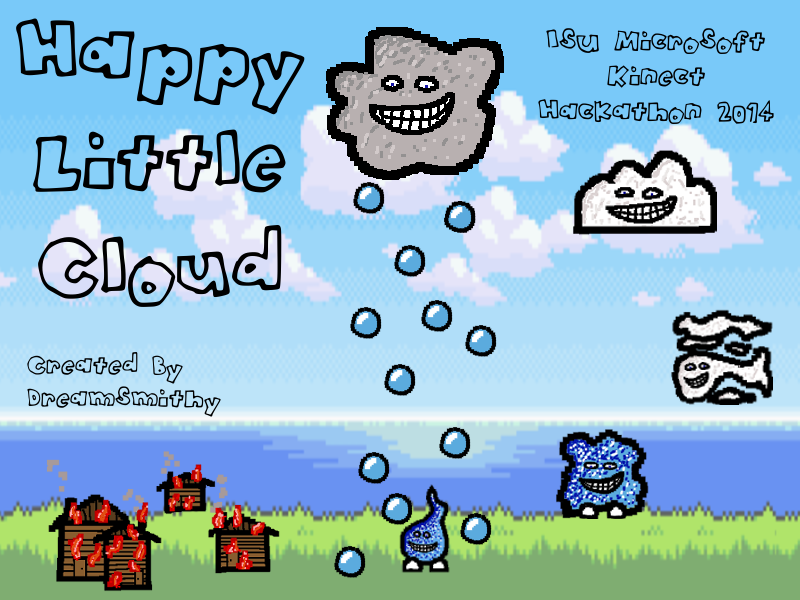 Happy
Little
Cloud
ISU Microsoft
Kinect
Hackathon 2014
Created By
DreamSmithy